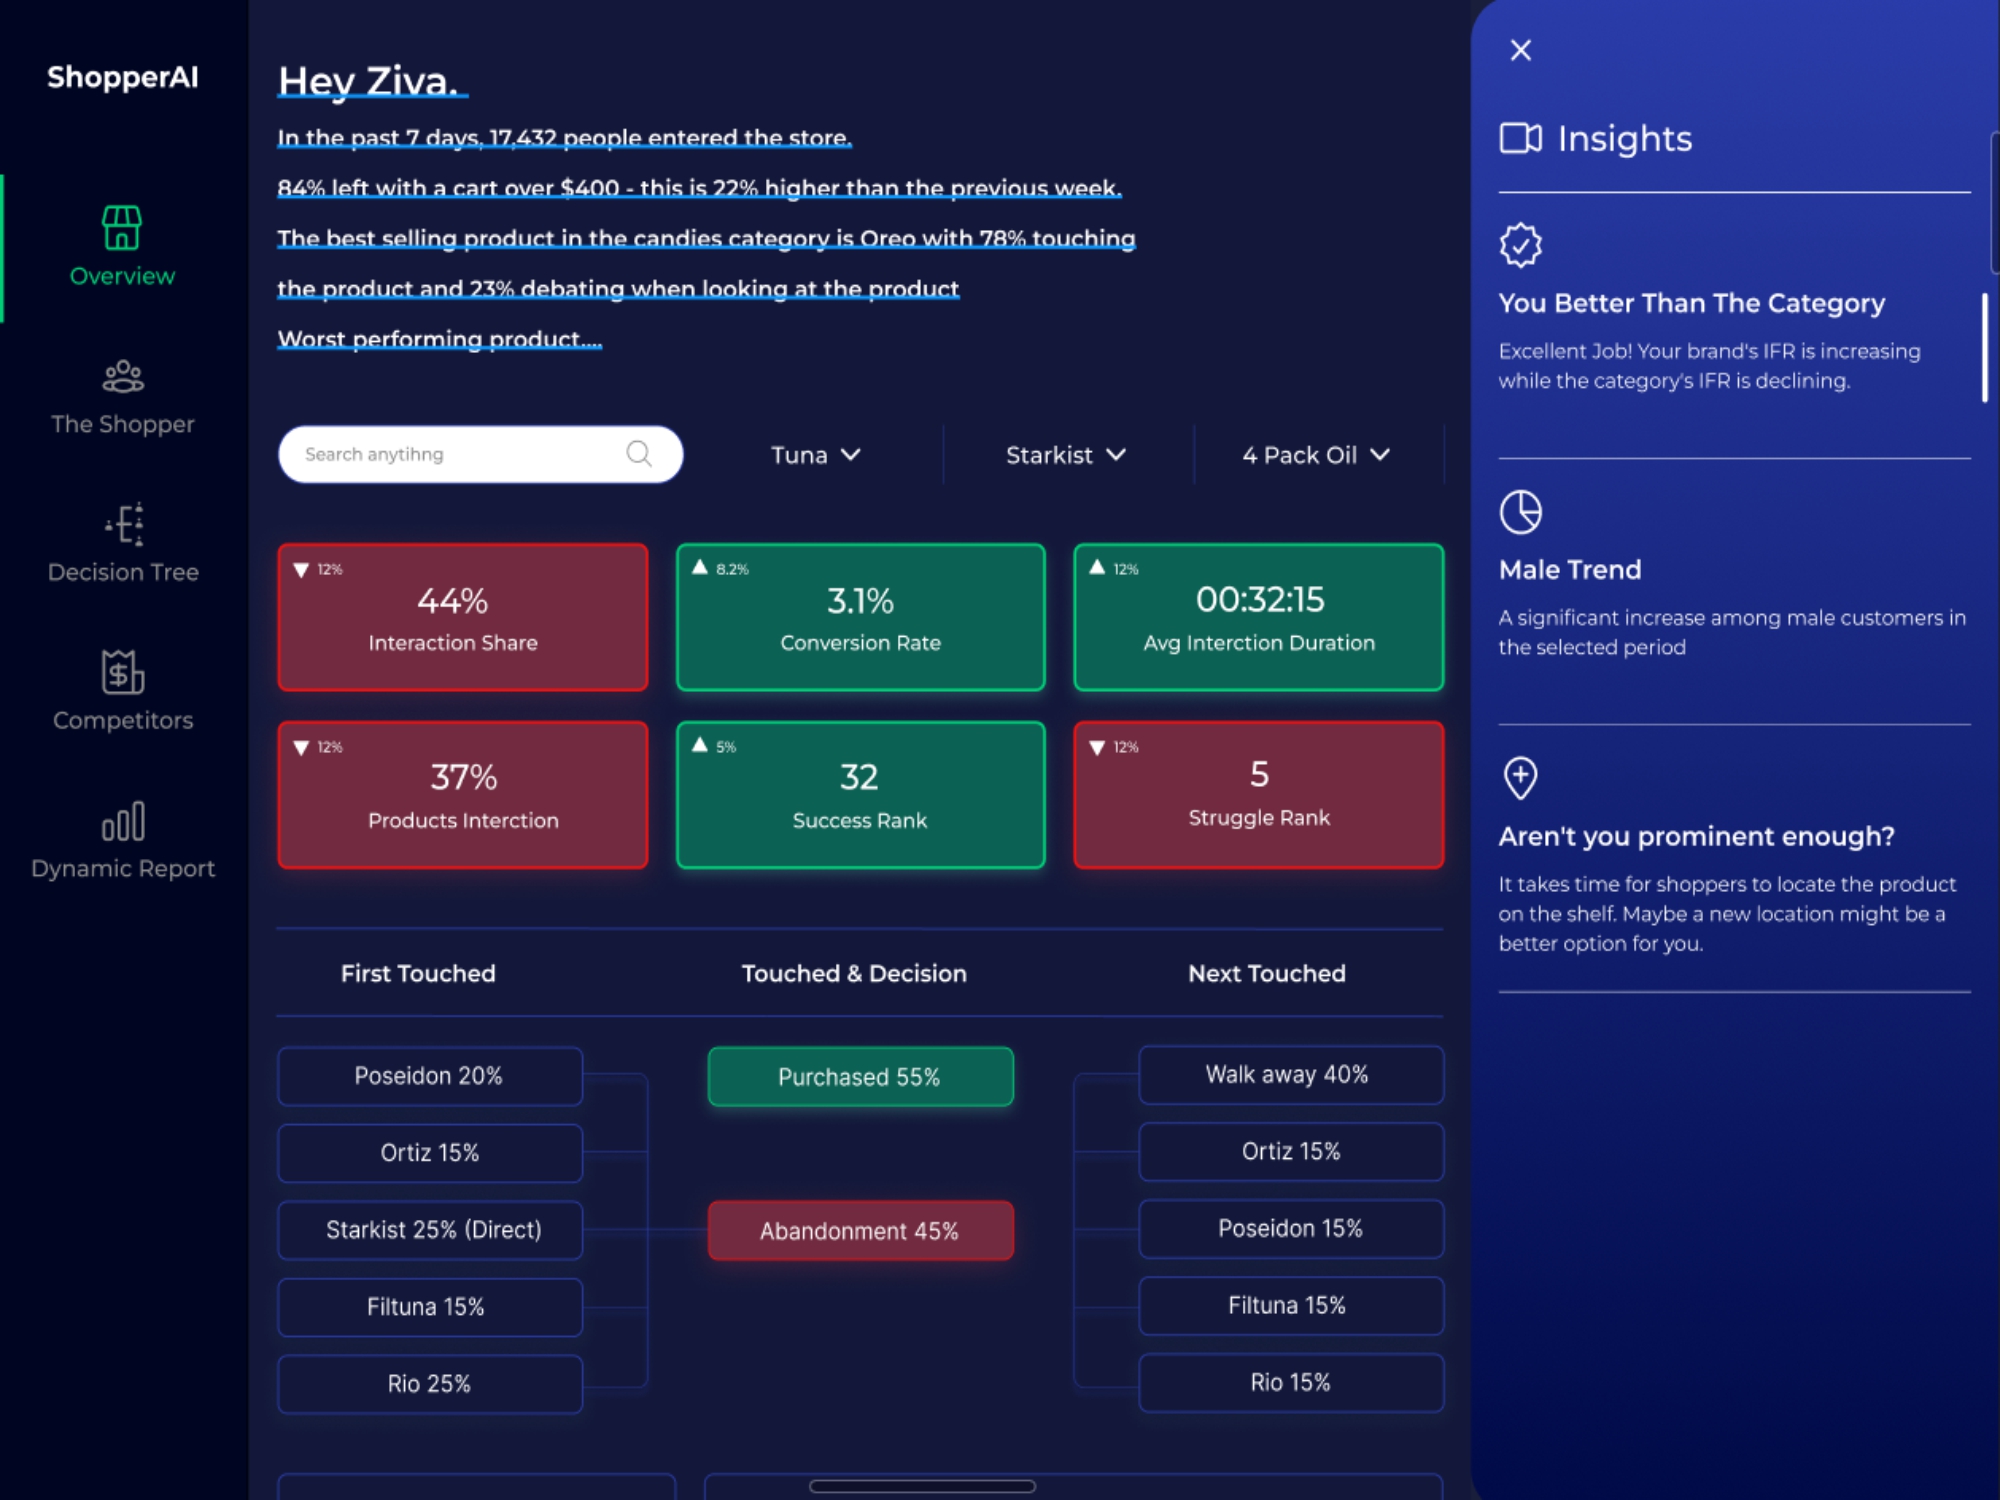 ShopperAI
Overview
The Shopper
Decision Tree
Competitors
Dynamic Report
Hey Ziva.
In the past 7 days, 17,432 people entered the store.
84% left with a cart over $400 - this is 22% higher than the previous week.
The best selling product in the candies category is Oreo with 78% touching
the product and 23% debating when looking at the product
Worst performing product....
Search anytihng
Tuna
Starkist
4 Pack Oil
12%
44%
Interaction Share
8.2%
3.1%
Conversion Rate
12%
00:32:15
Avg Interction Duration
12%
37%
Products Interction
5%
32
Success Rank
12%
5
Struggle Rank
First Touched
Touched & Decision
Next Touched
Poseidon 20%
Ortiz 15%
Starkist 25% (Direct)
Filtuna 15%
Rio 25%
Purchased 55%
Abandonment 45%
Walk away 40%
Ortiz 15%
Poseidon 15%
Filtuna 15%
Rio 15%
Insights
You Better Than The Category
Excellent Job! Your brand's IFR is increasing
while the category's IFR is declining.
Male Trend
A significant increase among male customers in
the selected period
Aren't you prominent enough?
It takes time for shoppers to locate the product
on the shelf. Maybe a new location might be a
better option for you.